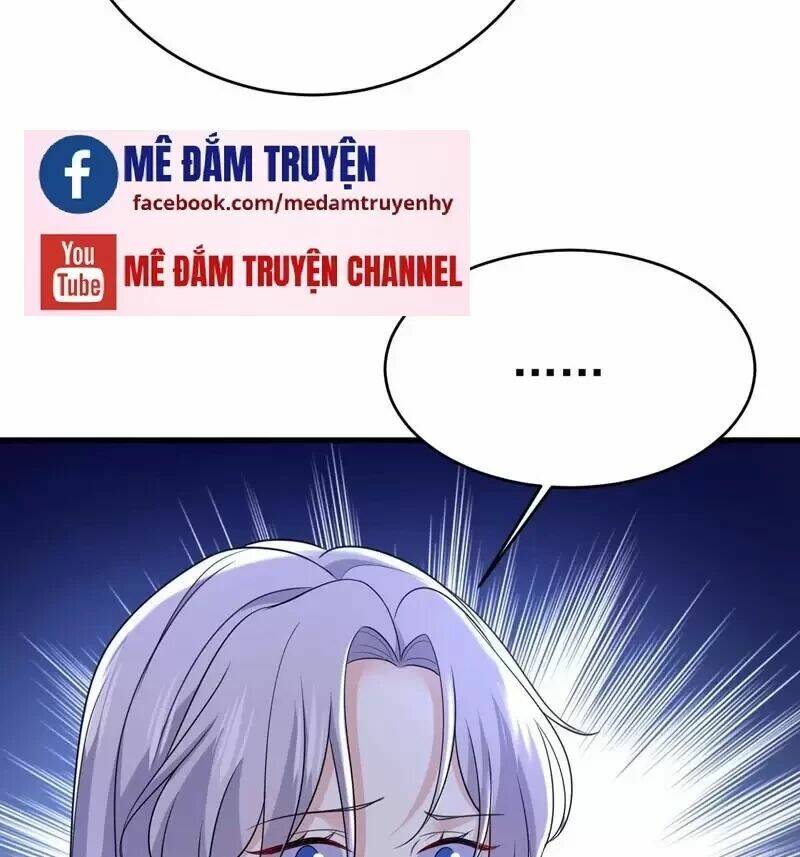 f MÊ ĐẮM TRUYỆN
facebook.com/medamtruyenhy
You
Tube
MÊ ĐẮM TRUYỆN CHANNEL
......